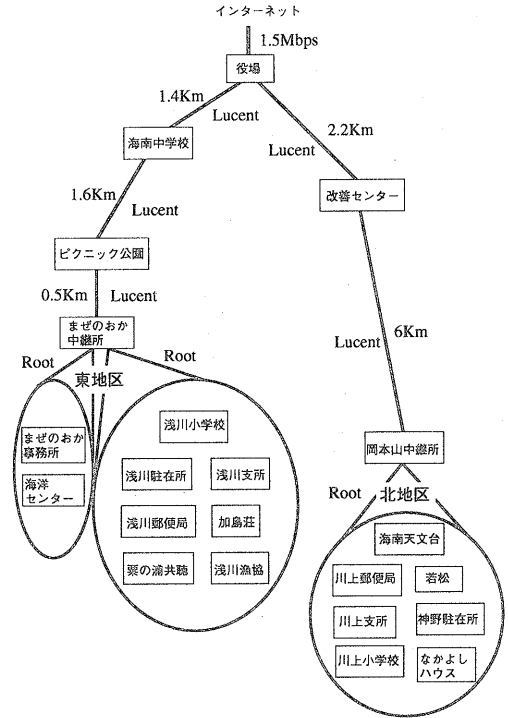 インターネット
1.5Mbps
役場
1.4Km
Lucent
2.2Km
Lucent
海南中学校
1.6Km
Lucent
改善センター
ピクニック公園
0.5Km
Lucent
まぜのおか
中継所
Lucent
6Km
Root
Root
東地区
浅川小学校
まぜのおか
事務所
岡本山中継所
浅川駐在所
浅川支所
海洋
センター
Root
北地区
浅川郵便局
加島荘
海南天文台
粟の浦共聴
浅川漁協
川上郵便局
若松
川上支所
神野駐在所
川上小学校
なかよし
ハウス